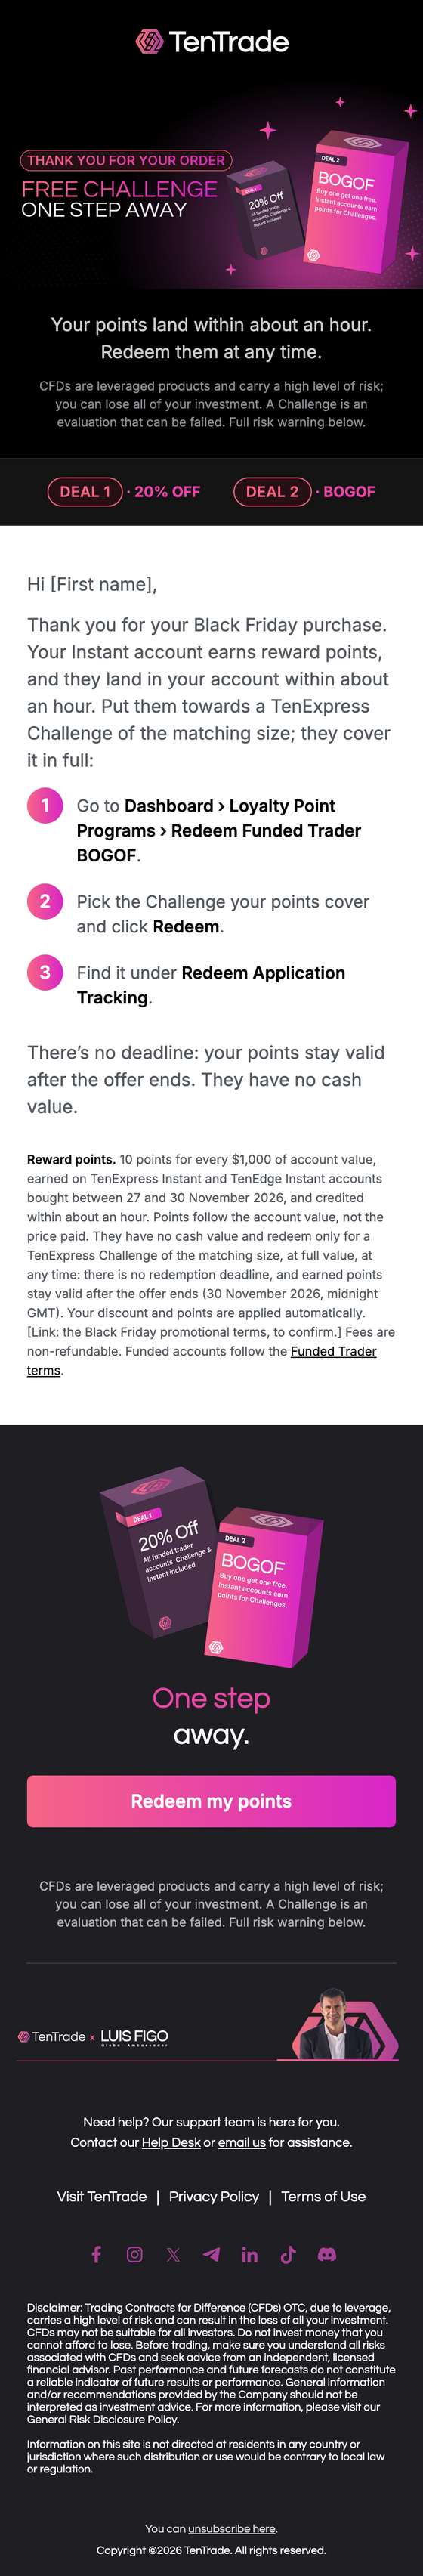 TenTrade
THANK YOU FOR YOUR ORDER
FREE CHALLENGE
ONE STEP AWAY
DEAL 1
20% Off
All funded trader
accounts. Challenge &
Instant included
DEAL 2
BOGOF
Buy one get one free.
Instant accounts earn
points for Challenges.
Your points land within about an hour.
Redeem them at any time.
CFDs are leveraged products and carry a high level of risk;
you can lose all of your investment. A Challenge is an
evaluation that can be failed. Full risk warning below.
DEAL 1 · 20% OFF DEAL 2 · BOGOF
Hi [First name],
Thank you for your Black Friday purchase.
Your Instant account earns reward points,
and they land in your account within about
an hour. Put them towards a TenExpress
Challenge of the matching size; they cover
it in full:
1 Go to Dashboard › Loyalty Point
Programs › Redeem Funded Trader
BOGOF.
2 Pick the Challenge your points cover
and click Redeem.
3 Find it under Redeem Application
Tracking.
There’s no deadline: your points stay valid
after the offer ends. They have no cash
value.
Reward points. 10 points for every $1,000 of account value,
earned on TenExpress Instant and TenEdge Instant accounts
bought between 27 and 30 November 2026, and credited
within about an hour. Points follow the account value, not the
price paid. They have no cash value and redeem only for a
TenExpress Challenge of the matching size, at full value, at
any time: there is no redemption deadline, and earned points
stay valid after the offer ends (30 November 2026, midnight
GMT). Your discount and points are applied automatically.
[Link: the Black Friday promotional terms, to confirm.] Fees are
non-refundable. Funded accounts follow the Funded Trader
terms.
DEAL 1
20% Off
All funded trader
accounts. Challenge &
Instant included
DEAL 2
BOGOF
Buy one get one free.
Instant accounts earn
points for Challenges.
One step
away.
Redeem my points
CFDs are leveraged products and carry a high level of risk;
you can lose all of your investment. A Challenge is an
evaluation that can be failed. Full risk warning below.
TenTrade x LUIS FIGO
Global Ambassador
Need help? Our support team is here for you.
Contact our Help Desk or email us for assistance.
Visit TenTrade | Privacy Policy | Terms of Use
Disclaimer: Trading Contracts for Difference (CFDs) OTC, due to leverage,
carries a high level of risk and can result in the loss of all your investment.
CFDs may not be suitable for all investors. Do not invest money that you
cannot afford to lose. Before trading, make sure you understand all risks
associated with CFDs and seek advice from an independent, licensed
financial advisor. Past performance and future forecasts do not constitute
a reliable indicator of future results or performance. General information
and/or recommendations provided by the Company should not be
interpreted as investment advice. For more information, please visit our
General Risk Disclosure Policy.
Information on this site is not directed at residents in any country or
jurisdiction where such distribution or use would be contrary to local law
or regulation.
You can unsubscribe here.
Copyright ©2026 TenTrade. All rights reserved.